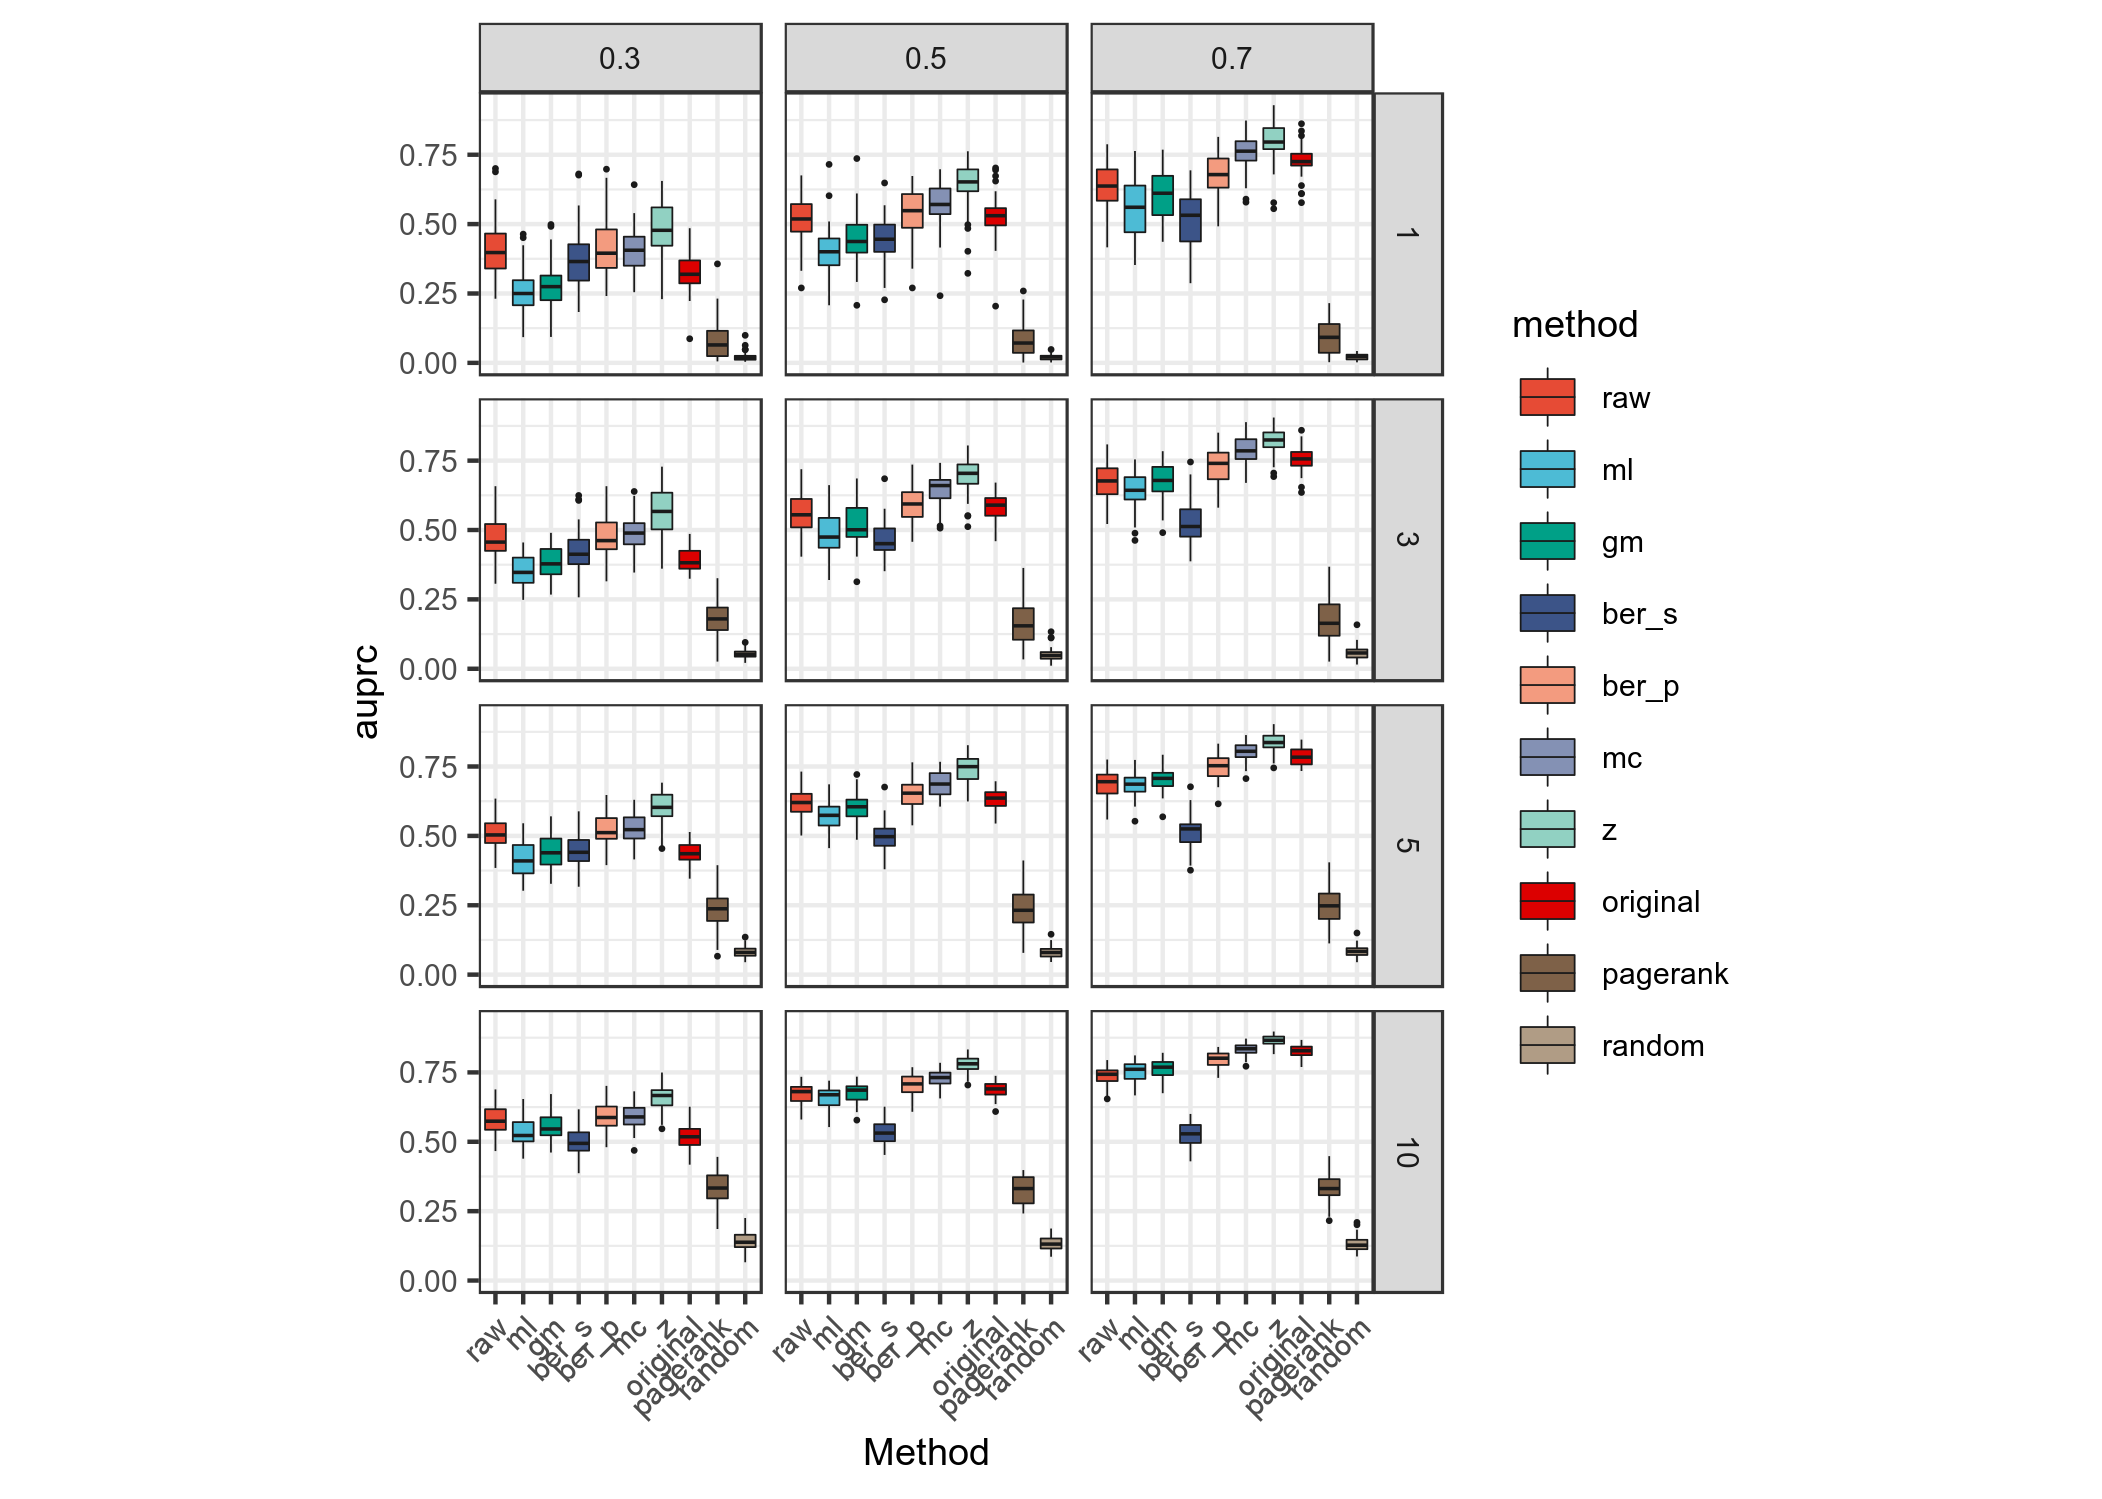 0.3 0.5 0.7
0.75
0.50
0.25
0.00
1
0.75
0.50
0.25
0.00
3
0.75
0.50
0.25
0.00
5
0.75
0.50
0.25
0.00
10
auprc
raw ml gm ber_s ber_p mc z original pagerank random
raw ml gm ber_s ber_p mc z original pagerank random
raw ml gm ber_s ber_p mc z original pagerank random
Method
method
raw
ml
gm
ber_s
ber_p
mc
z
original
pagerank
random